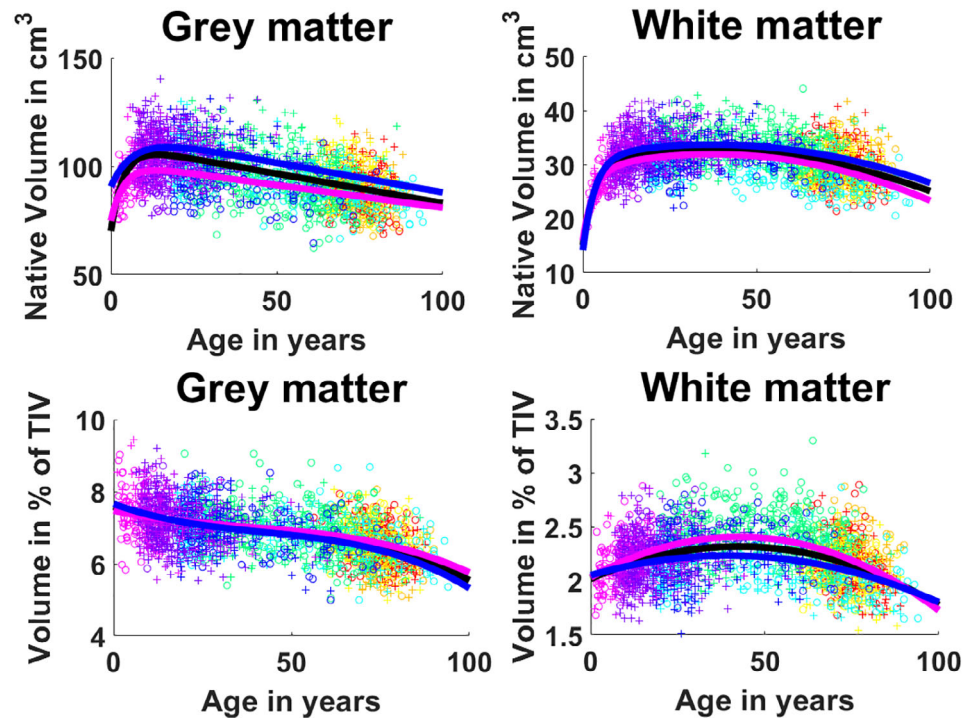 Grey matter
Native Volume in cm³
150
100
50
0
50
100
Age in years
White matter
Native Volume in cm³
50
40
30
20
10
0
50
100
Age in years
Grey matter
Volume in % of TIV
10
8
6
4
0
50
100
Age in years
White matter
Volume in % of TIV
3.5
3
2.5
2
1.5
0
50
100
Age in years